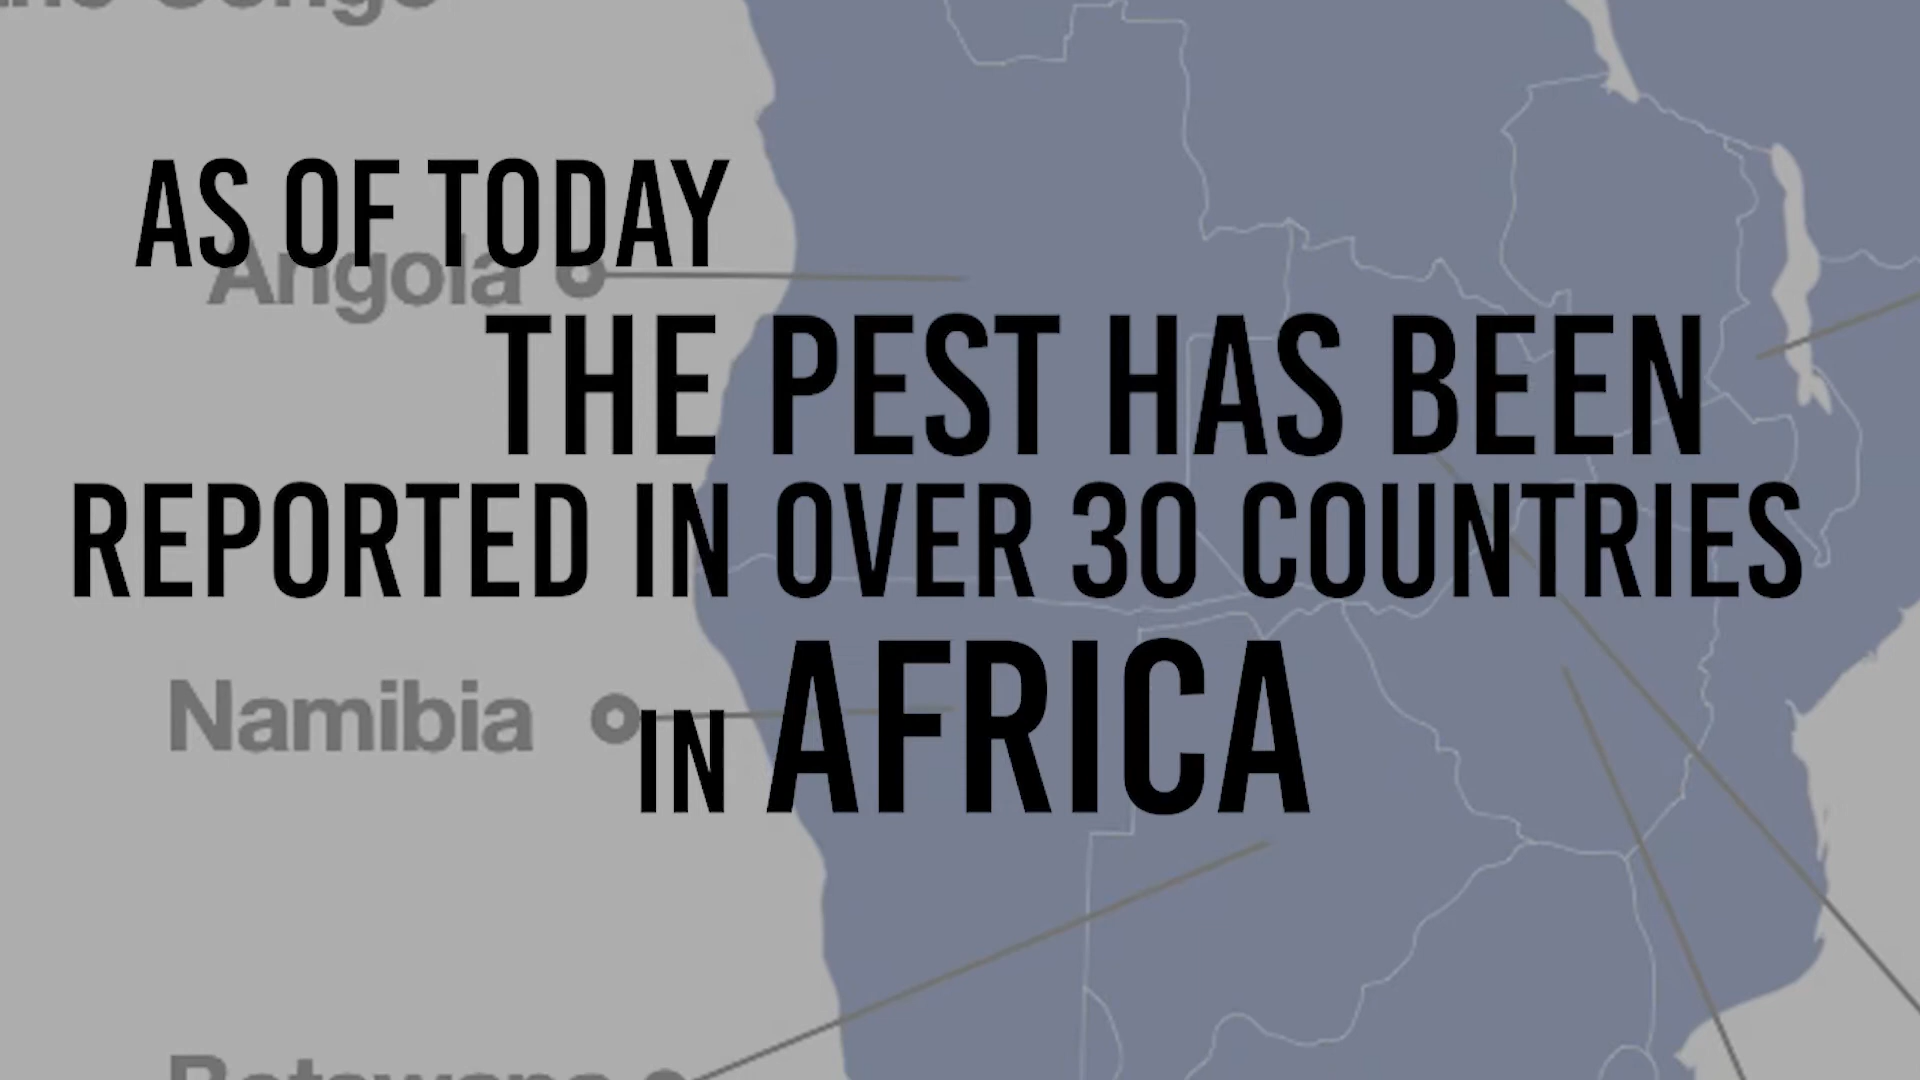 AS OF TODAY
Angola
THE PEST HAS BEEN
REPORTED IN OVER 30 COUNTRIES
Namibia
IN AFRICA